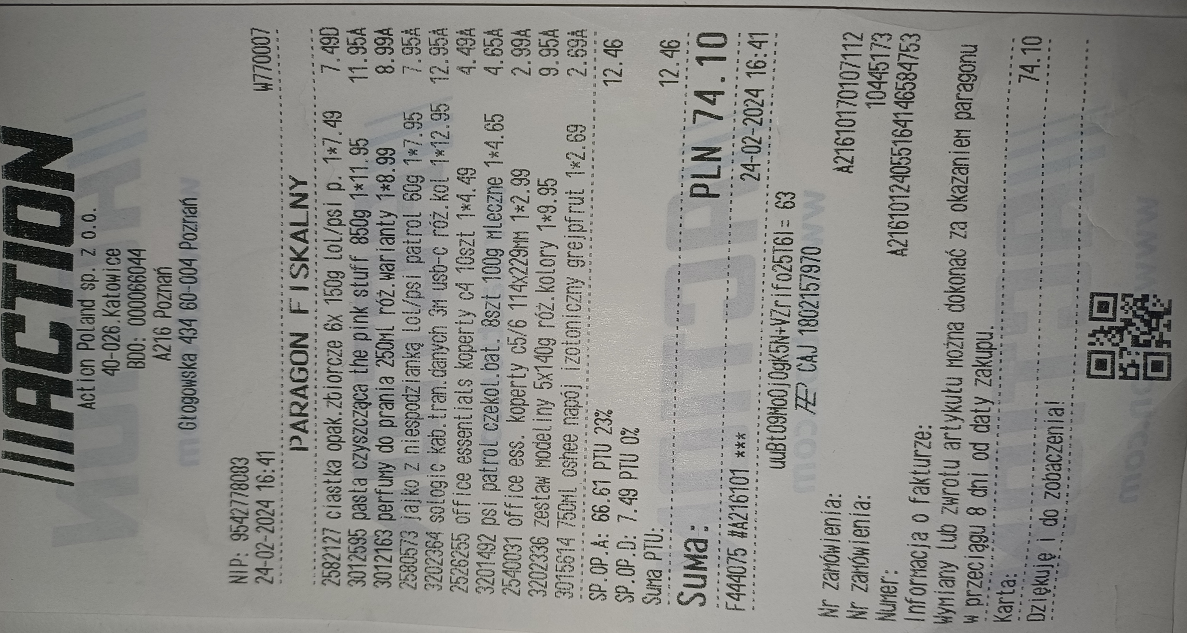 ACTION
Action Poland sp. z o.o.
40-026 Katowice
BDO: 000066044
A216 Poznań
Głogowska 434 60-004 Poznań
NIP: 9542778083
24-02-2024 16:41 W770007
PARAGON FISKALNY
2582127 ciastka opak.zbiorcze 6x 150g lol/psi p. 1*7.49 7.49D
3012595 pasta czyszcząca the pink stuff 850g 1*11.95 11.95A
3012163 perfumy do prania 250ml róż.warianty 1*8.99 8.99A
2580573 jajko z niespodzianką lol/psi patrol 60g 1*7.95 7.95A
3202364 sologic kab.tran.danych 3m usb-c róż.kol 1*12.95 12.95A
2526255 office essentials koperty c4 10szt 1*4.49 4.49A
3201492 psi patrol czekol.bat. 8szt 100g mleczne 1*4.65 4.65A
2540031 office ess. koperty c5/6 114x229mm 1*2.99 2.99A
3202336 zestaw modeliny 5x140g róż.kolory 1*9.95 9.95A
3015614 750ml oshee napój izotoniczny grejpfrut 1*2.69 2.69A
SP.OP.A: 66.61 PTU 23% 12.46
SP.OP.D: 7.49 PTU 0%
Suma PTU: 12.46
SUMA: PLN 74.10
F444075 #A216101 *** 24-02-2024 16:41
uuBtO9MoOjOgk5N+VZrifo25T6I= 63
CAJ 1802157970
Nr zamówienia: A2161017010107112
Nr zamówienia: 10445173
Numer: A21610124055164146584753
Informacja o fakturze:
Wymiany lub zwrotu artykułu można dokonać za okazaniem paragonu
w przeciągu 8 dni od daty zakupu.
Karta: 74.10
Dziękuję i do zobaczenia!